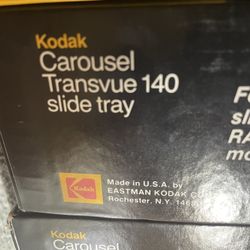 Kodak
Carousel
Transvue 140
slide tray
Kodak
Made in U.S.A. by
EASTMAN KODAK
Rochester, N.Y.
Kodak
Carousel